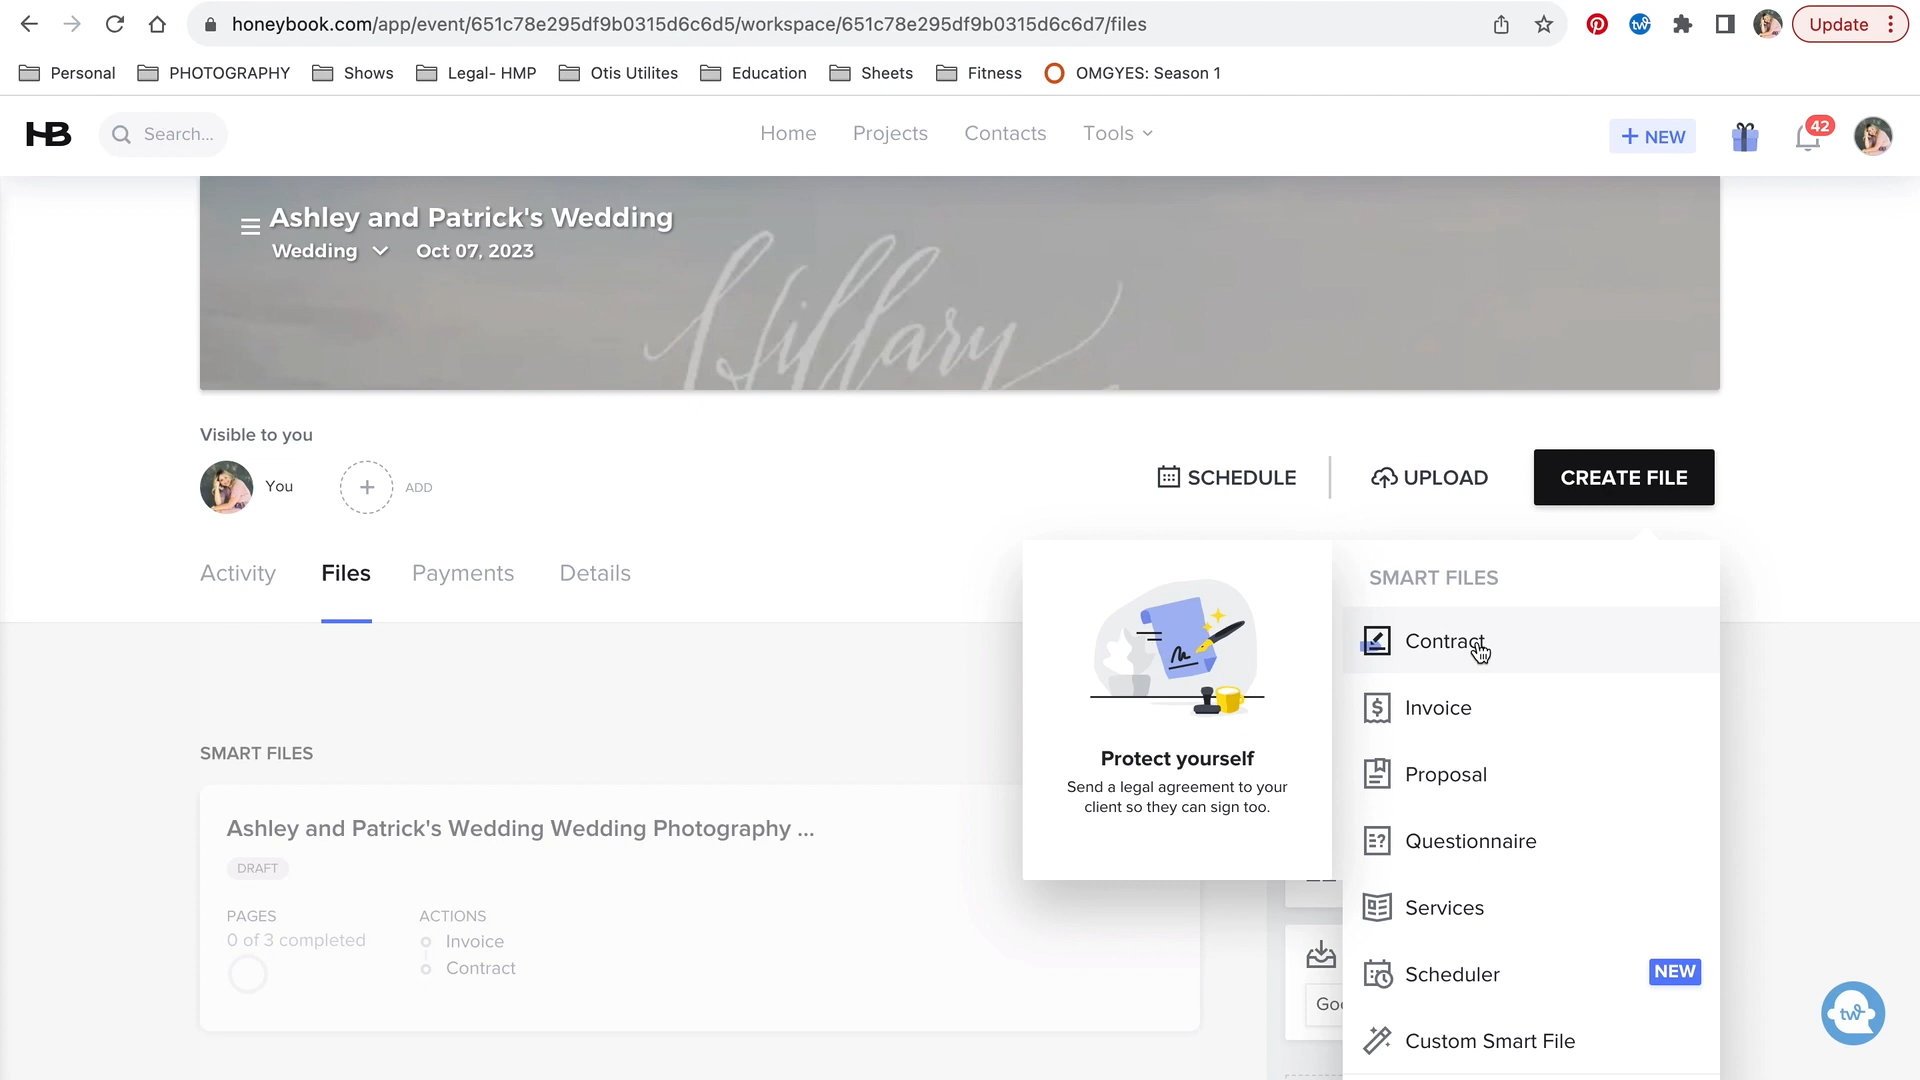 honeybook.com/app/event/651c78e295df9b0315d6c6d5/workspace/651c78e295df9b0315d6c6d7/files
Update
Personal PHOTOGRAPHY Shows Legal- HMP Otis Utilites Education Sheets Fitness OMGYES: Season 1
HB
Search...
Home Projects Contacts Tools
+ NEW
42
Ashley and Patrick's Wedding
Wedding Oct 07, 2023
Hillary
Visible to you
You
+ ADD
SCHEDULE
UPLOAD
CREATE FILE
Activity Files Payments Details
SMART FILES
Contract
Invoice
Proposal
Questionnaire
Services
Scheduler NEW
Custom Smart File
Protect yourself
Send a legal agreement to your
client so they can sign too.
SMART FILES
Ashley and Patrick's Wedding Wedding Photography ...
DRAFT
PAGES
0 of 3 completed
ACTIONS
Invoice
Contract
Goo
tw